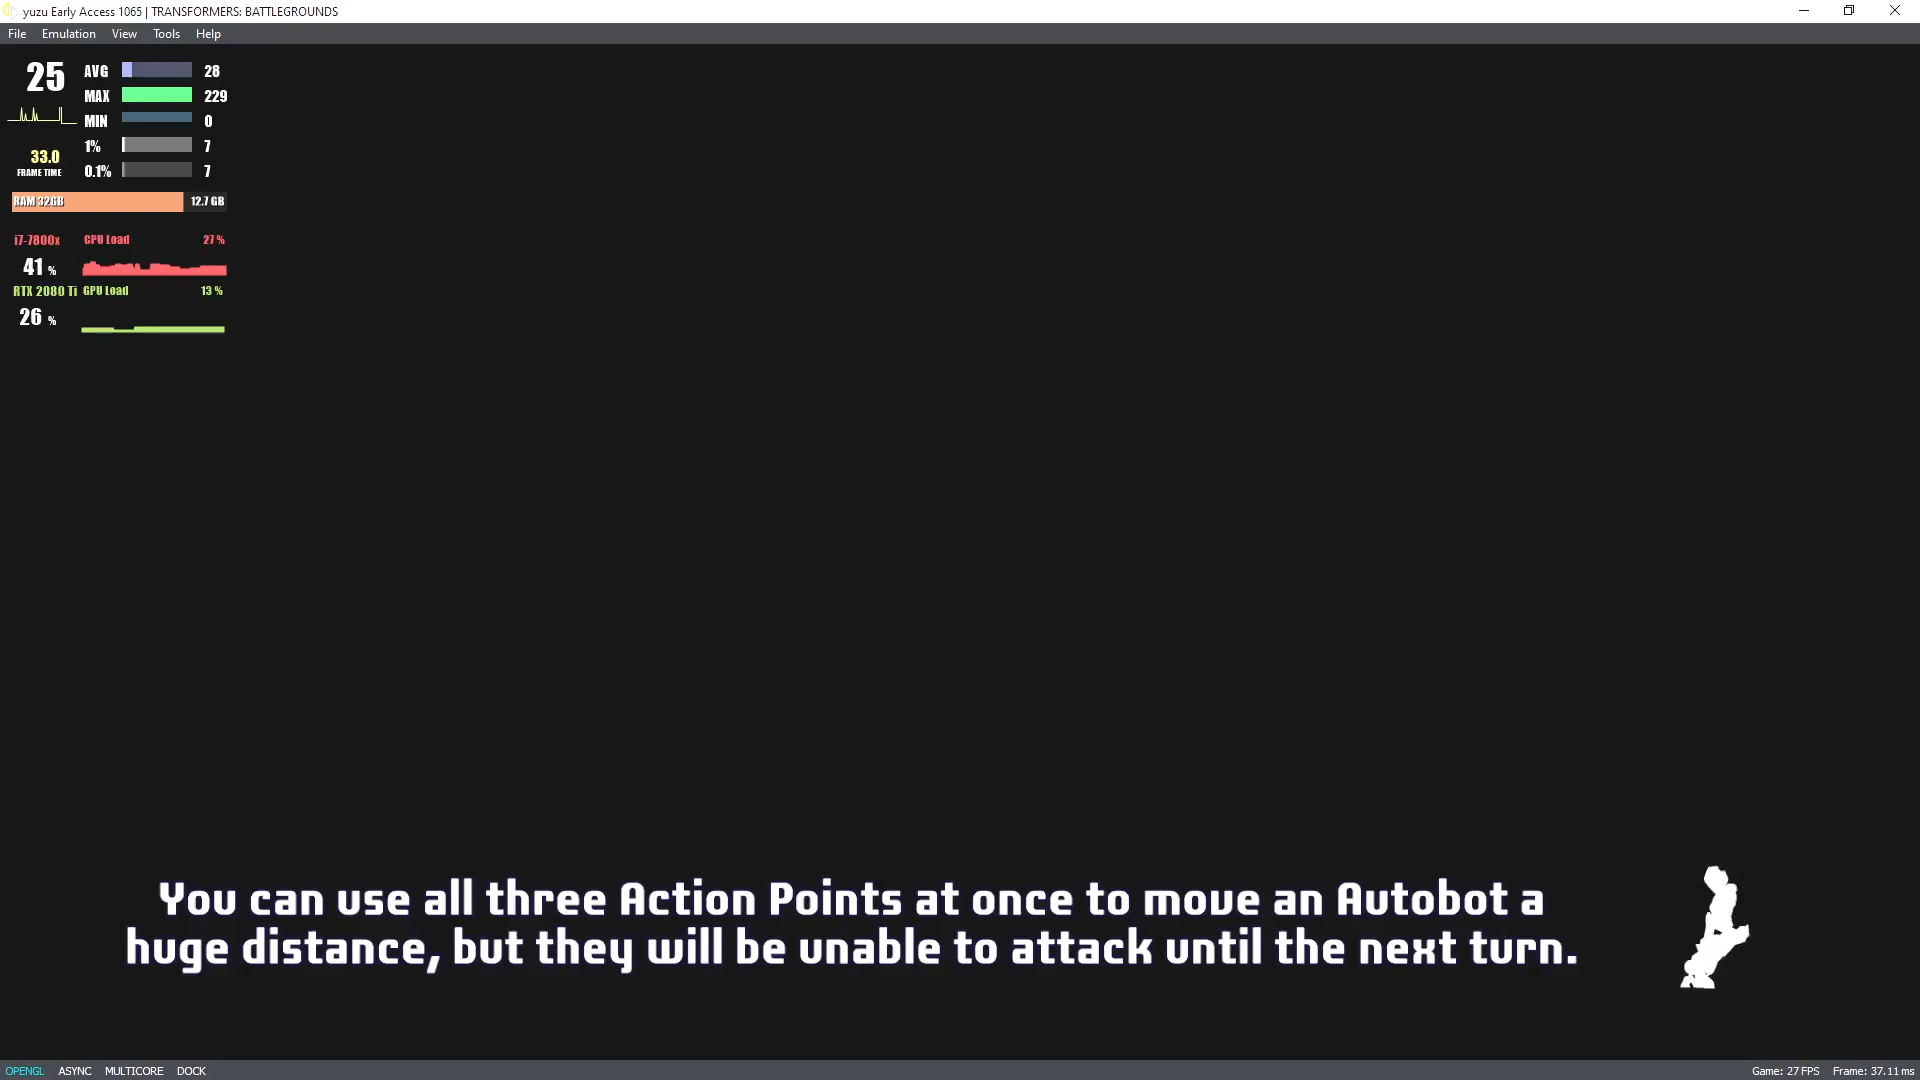 yuzu Early Access 1065 | TRANSFORMERS: BATTLEGROUNDS
File Emulation View Tools Help
25 AVG 28
MAX 229
MIN 0
33.0 1% 7
FRAME TIME 0.1% 7
RAM 32GB 12.7 GB
i7-7800x CPU Load 27 %
41 %
RTX 2080 Ti GPU Load 13 %
26 %
You can use all three Action Points at once to move an Autobot a
huge distance, but they will be unable to attack until the next turn.
OPENGL ASYNC MULTICORE DOCK Game: 27 FPS Frame: 37.11 ms